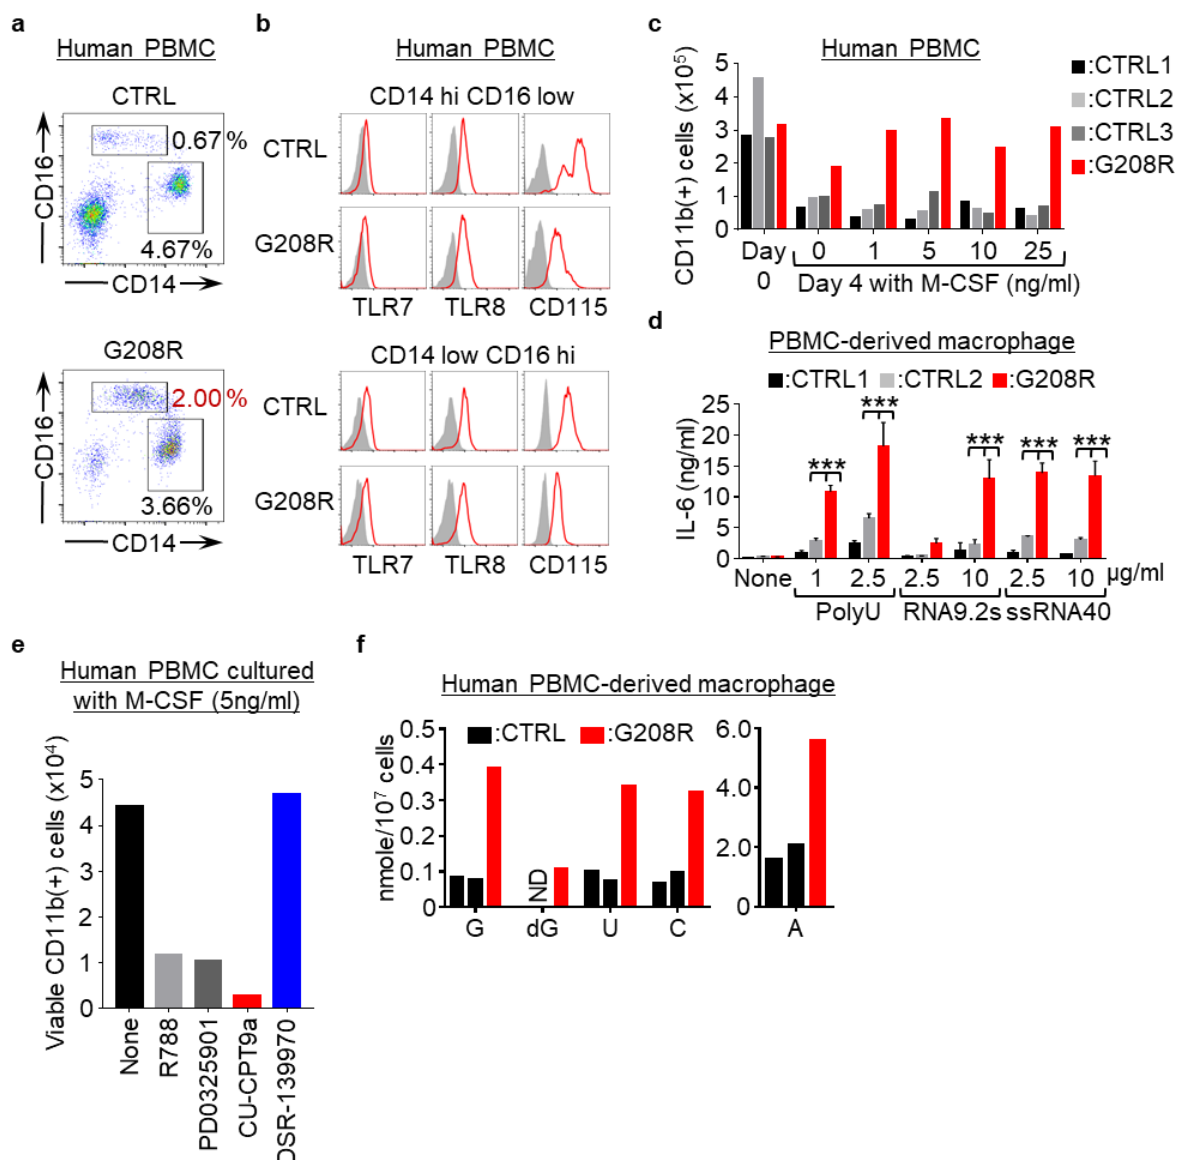 a
Human PBMC
CTRL
0.67 %
4.67%
CD16
CD14
G208R
2.00 %
3.66%
CD16
CD14
b
Human PBMC
CD14 hi CD16 low
CTRL
G208R
TLR7 TLR8 CD115
CD14 low CD16 hi
CTRL
G208R
TLR7 TLR8 CD115
c
Human PBMC
CD11b(+) cells (x10⁵)
5
4
3
2
1
0
:CTRL1
:CTRL2
:CTRL3
:G208R
Day 0 1 5 10 25
0 Day 4 with M-CSF (ng/ml)
d
PBMC-derived macrophage
:CTRL1 :CTRL2 :G208R
IL-6 (ng/ml)
25
20
15
10
5
0
*** *** *** *** ***
None 1 2.5 2.5 10 2.5 10 µg/ml
PolyU RNA9.2s ssRNA40
e
Human PBMC cultured
with M-CSF (5ng/ml)
Viable CD11b(+) cells (x10⁴)
5
4
3
2
1
0
None
R788
PD0325901
CU-CPT9a
DSR-139970
f
Human PBMC-derived macrophage
:CTRL :G208R
nmole/10⁷ cells
0.5
0.4
0.3
0.2
0.1
0
ND
G dG U C
6.0
4.0
2.0
0
A